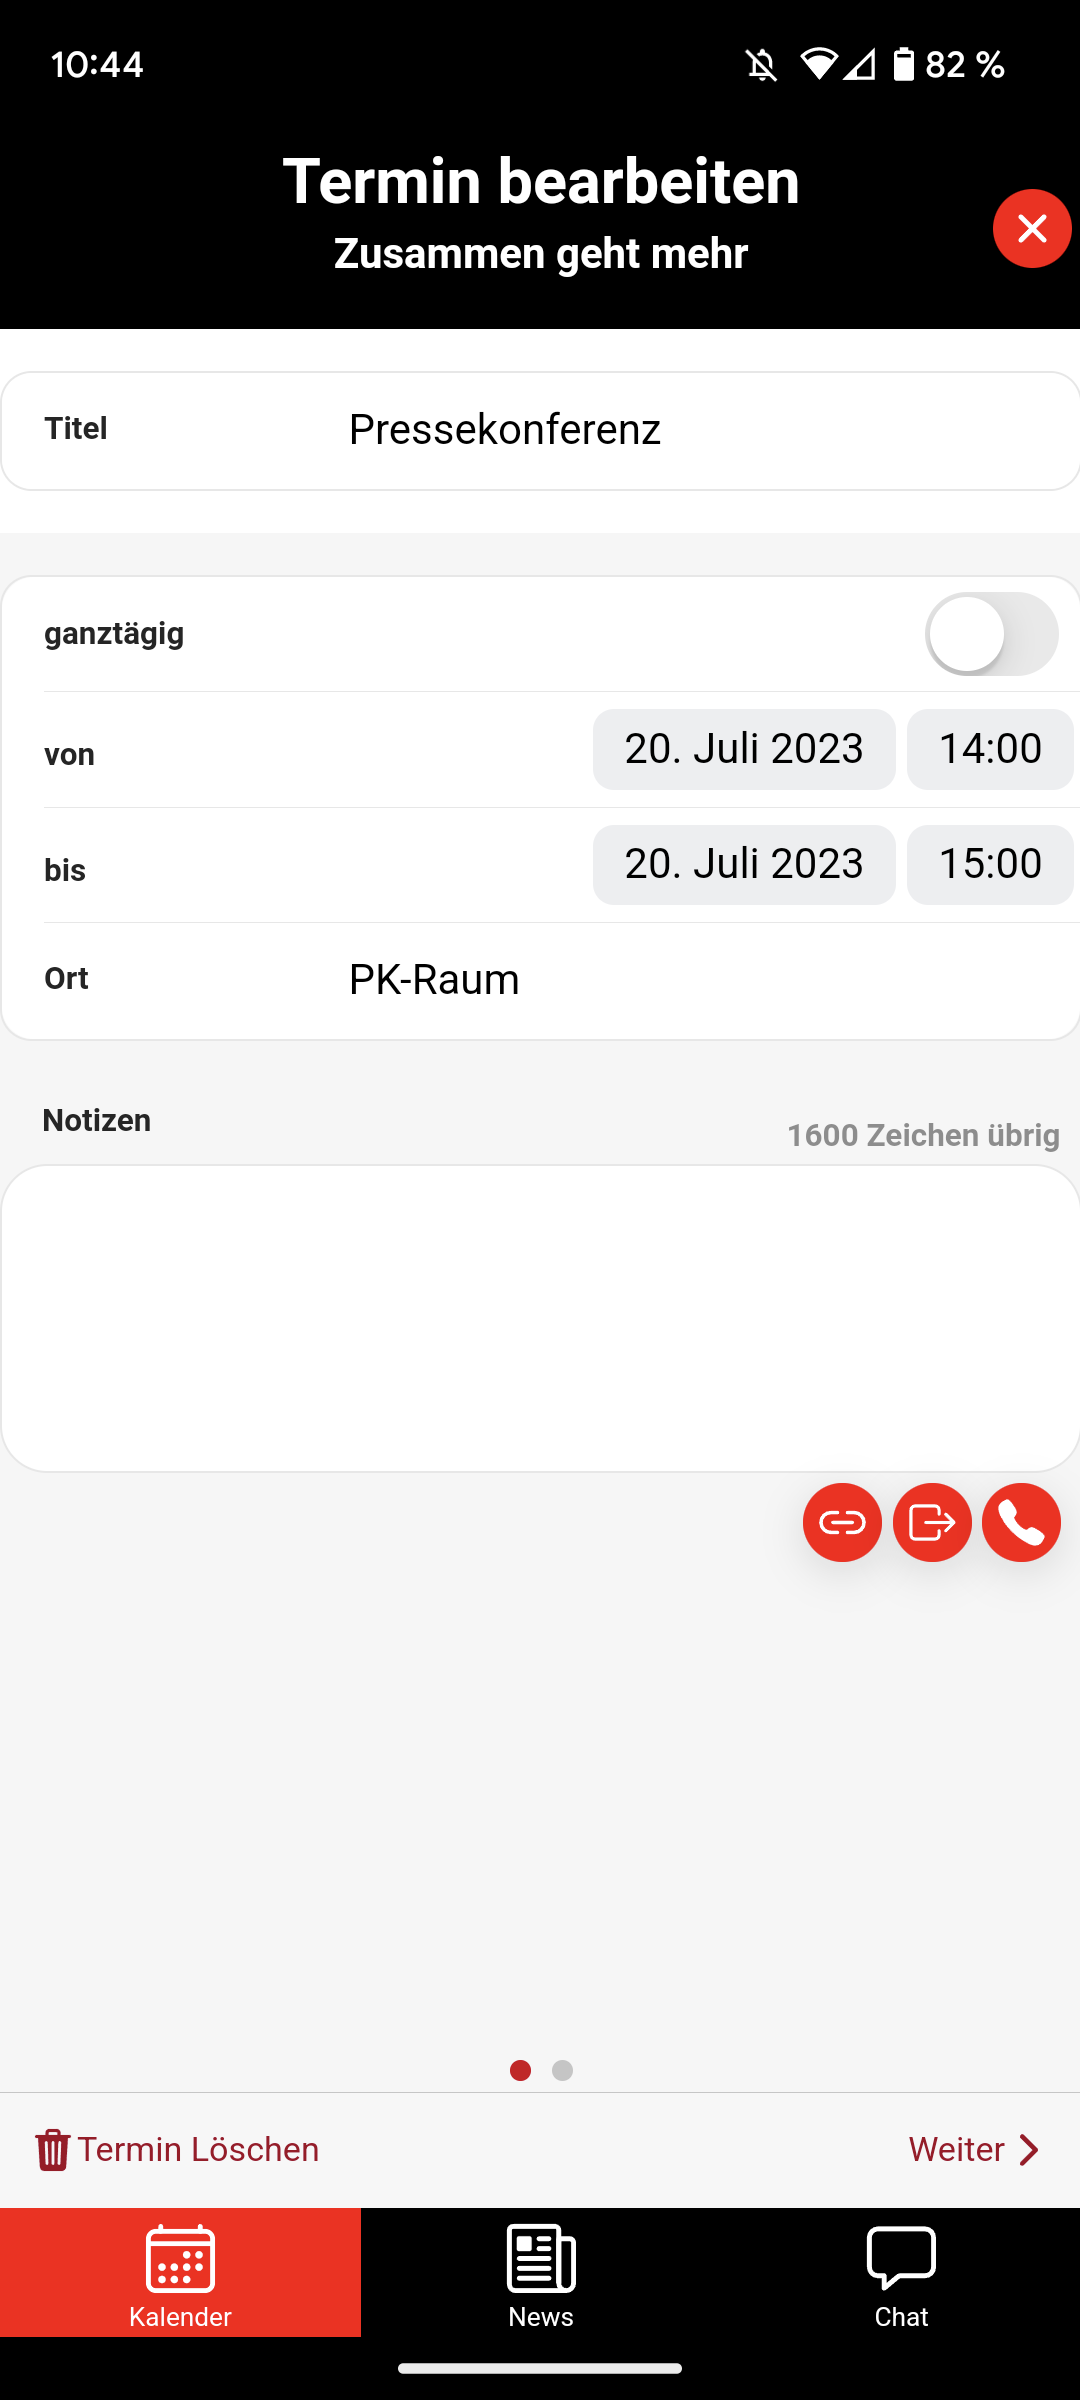 10:44
82 %
Termin bearbeiten
Zusammen geht mehr
Titel Pressekonferenz
ganztägig
von 20. Juli 2023 14:00
bis 20. Juli 2023 15:00
Ort PK-Raum
Notizen
1600 Zeichen übrig
Termin Löschen Weiter
Kalender News Chat